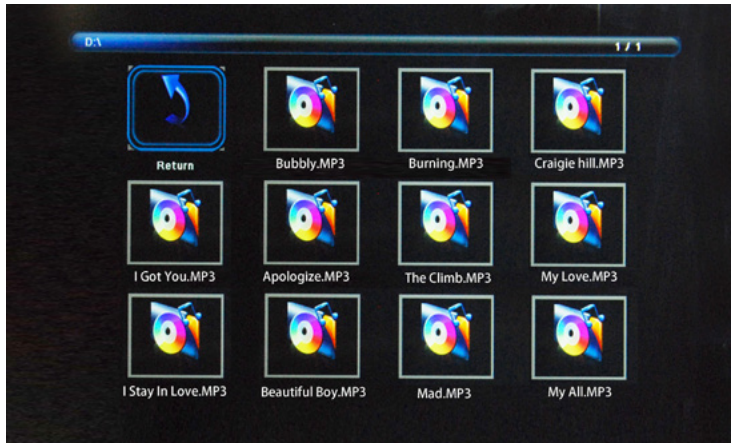 D:\
1 / 1
Return
Bubbly.MP3
Burning.MP3
Craigie hill.MP3
I Got You.MP3
Apologize.MP3
The Climb.MP3
My Love.MP3
I Stay In Love.MP3
Beautiful Boy.MP3
Mad.MP3
My All.MP3